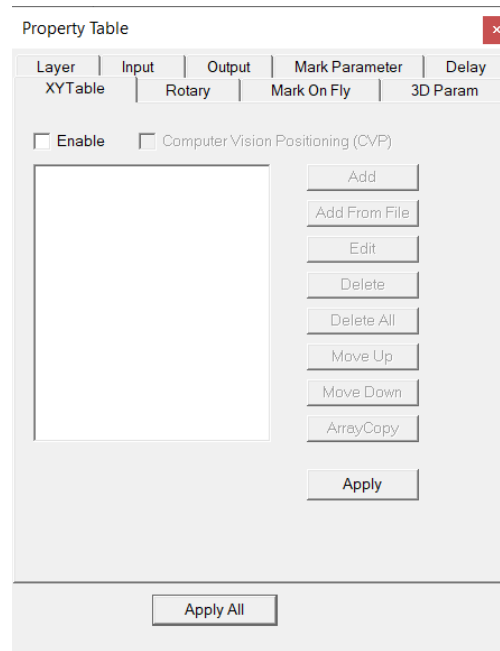 Property Table
Layer Input Output Mark Parameter Delay
XYTable Rotary Mark On Fly 3D Param
Enable Computer Vision Positioning (CVP)
Add
Add From File
Edit
Delete
Delete All
Move Up
Move Down
ArrayCopy
Apply
Apply All